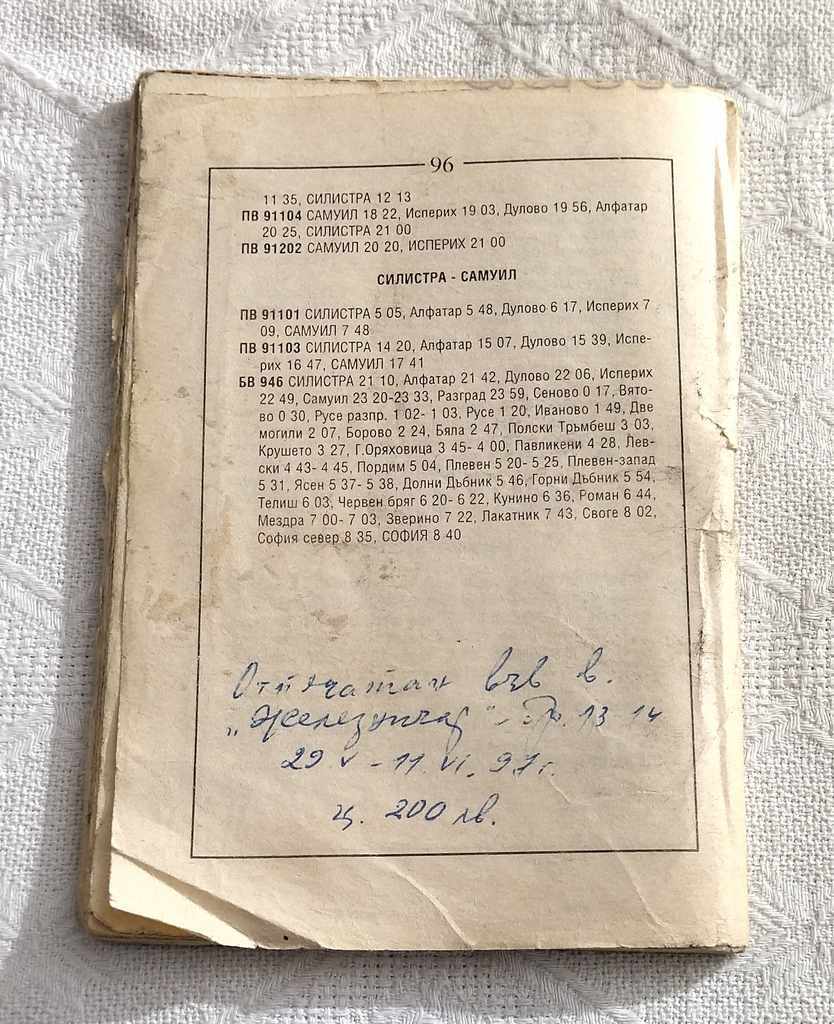 96
11 35, СИЛИСТРА 12 13
ПВ 91104 САМУИЛ 18 22, Исперих 19 03, Дулово 19 56, Алфатар
20 25, СИЛИСТРА 21 00
ПВ 91202 САМУИЛ 20 20, ИСПЕРИХ 21 00
СИЛИСТРА - САМУИЛ
ПВ 91101 СИЛИСТРА 5 05, Алфатар 5 48, Дулово 6 17, Исперих 7
09, САМУИЛ 7 48
ПВ 91103 СИЛИСТРА 14 20, Алфатар 15 07, Дулово 15 39, Испе-
рих 16 47, САМУИЛ 17 41
БВ 946 СИЛИСТРА 21 10, Алфатар 21 42, Дулово 22 06, Исперих
22 49, Самуил 23 20-23 33, Разград 23 59, Сеново 0 17, Вято-
во 0 30, Русе разпр. 1 02- 1 03, Русе 1 20, Иваново 1 49, Две
могили 2 07, Борово 2 24, Бяла 2 47, Полски Тръмбеш 3 03,
Крушето 3 27, Г.Оряховица 3 45- 4 00, Павликени 4 28, Лев-
ски 4 43- 4 45, Пордим 5 04, Плевен 5 20- 5 25, Плевен-запад
5 31, Ясен 5 37- 5 38, Долни Дъбник 5 46, Горни Дъбник 5 54,
Телиш 6 03, Червен бряг 6 20- 6 22, Кунино 6 36, Роман 6 44,
Мездра 7 00- 7 03, Зверино 7 22, Лакатник 7 43, Своге 8 02,
София север 8 35, СОФИЯ 8 40
Отпечатан във в.
„Железничар" - бр. 13 14
29 V - 11 VI. 97 г.
ц. 200 лв.